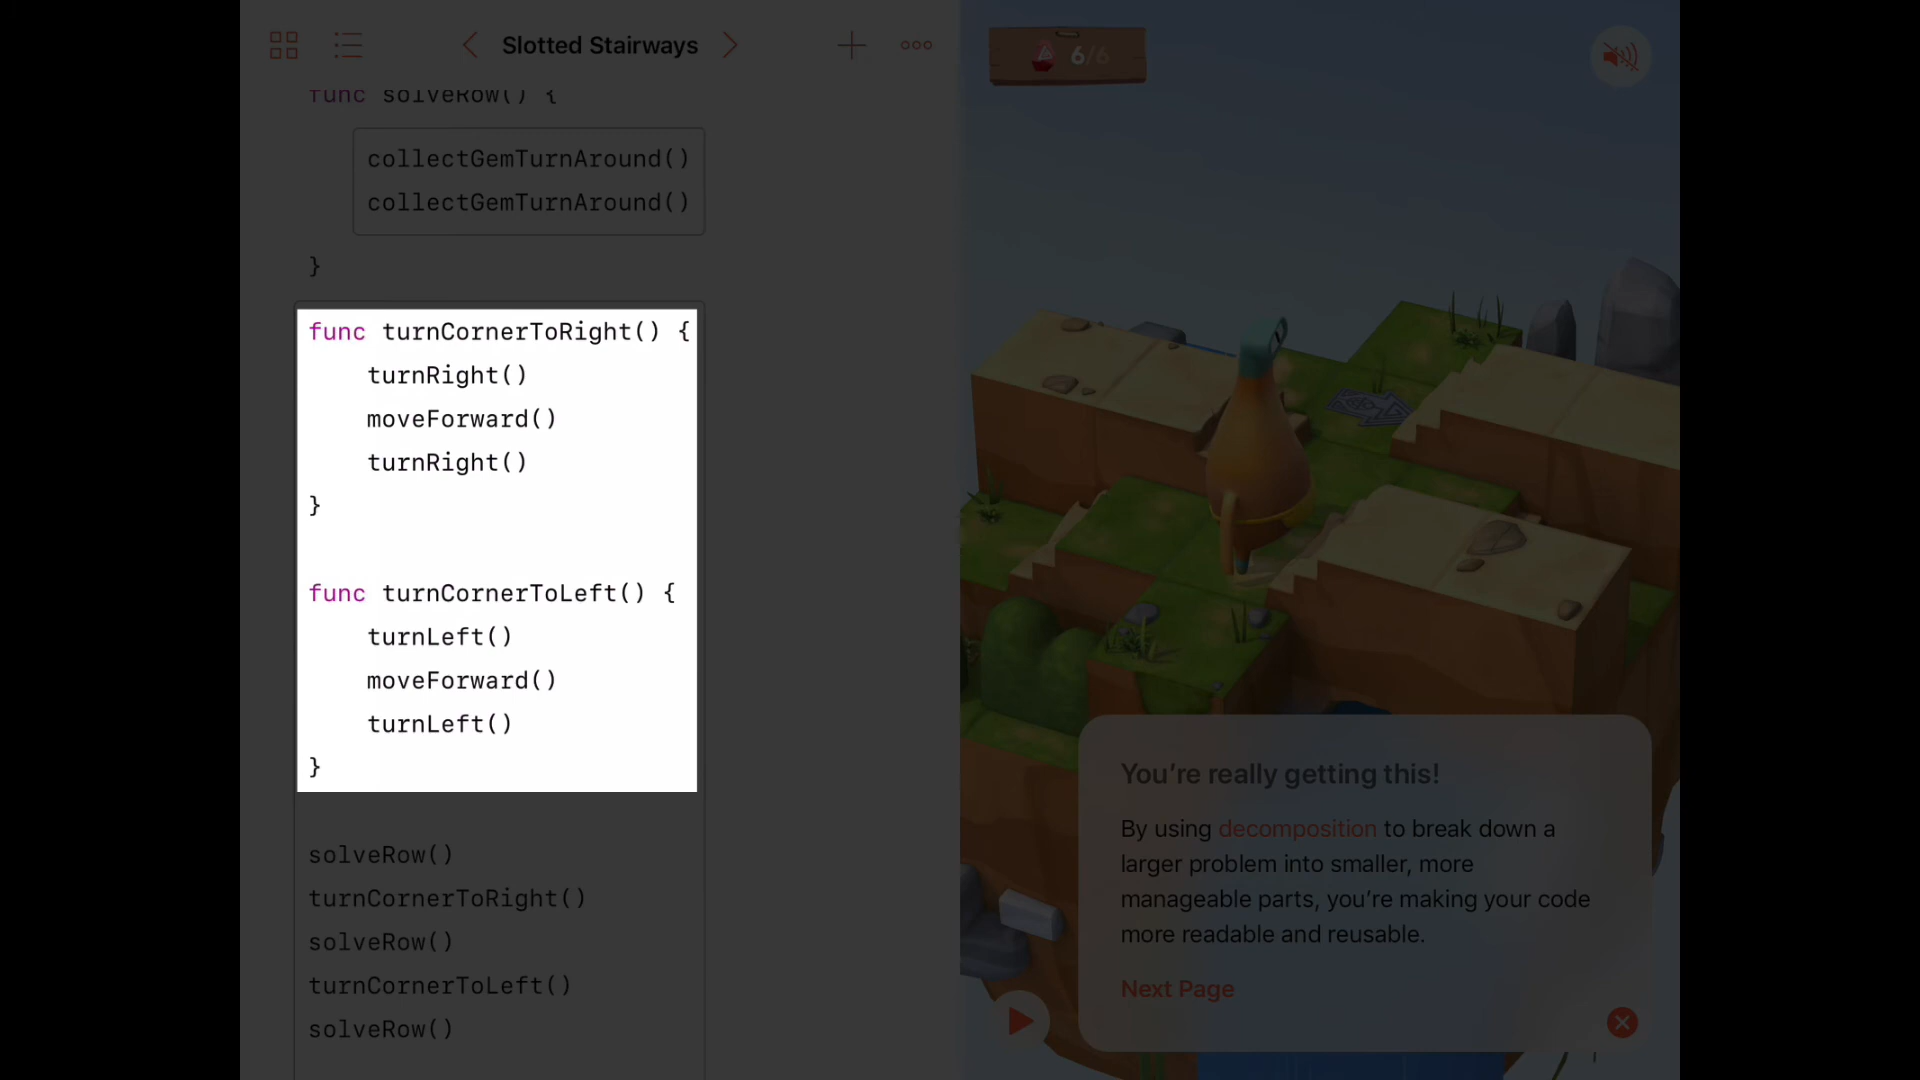 Slotted Stairways
func solveRow() {
collectGemTurnAround()
collectGemTurnAround()
}
func turnCornerToRight() {
turnRight()
moveForward()
turnRight()
}
func turnCornerToLeft() {
turnLeft()
moveForward()
turnLeft()
}
solveRow()
turnCornerToRight()
solveRow()
turnCornerToLeft()
solveRow()
6/6
You’re really getting this!
By using decomposition to break down a
larger problem into smaller, more
manageable parts, you’re making your code
more readable and reusable.
Next Page